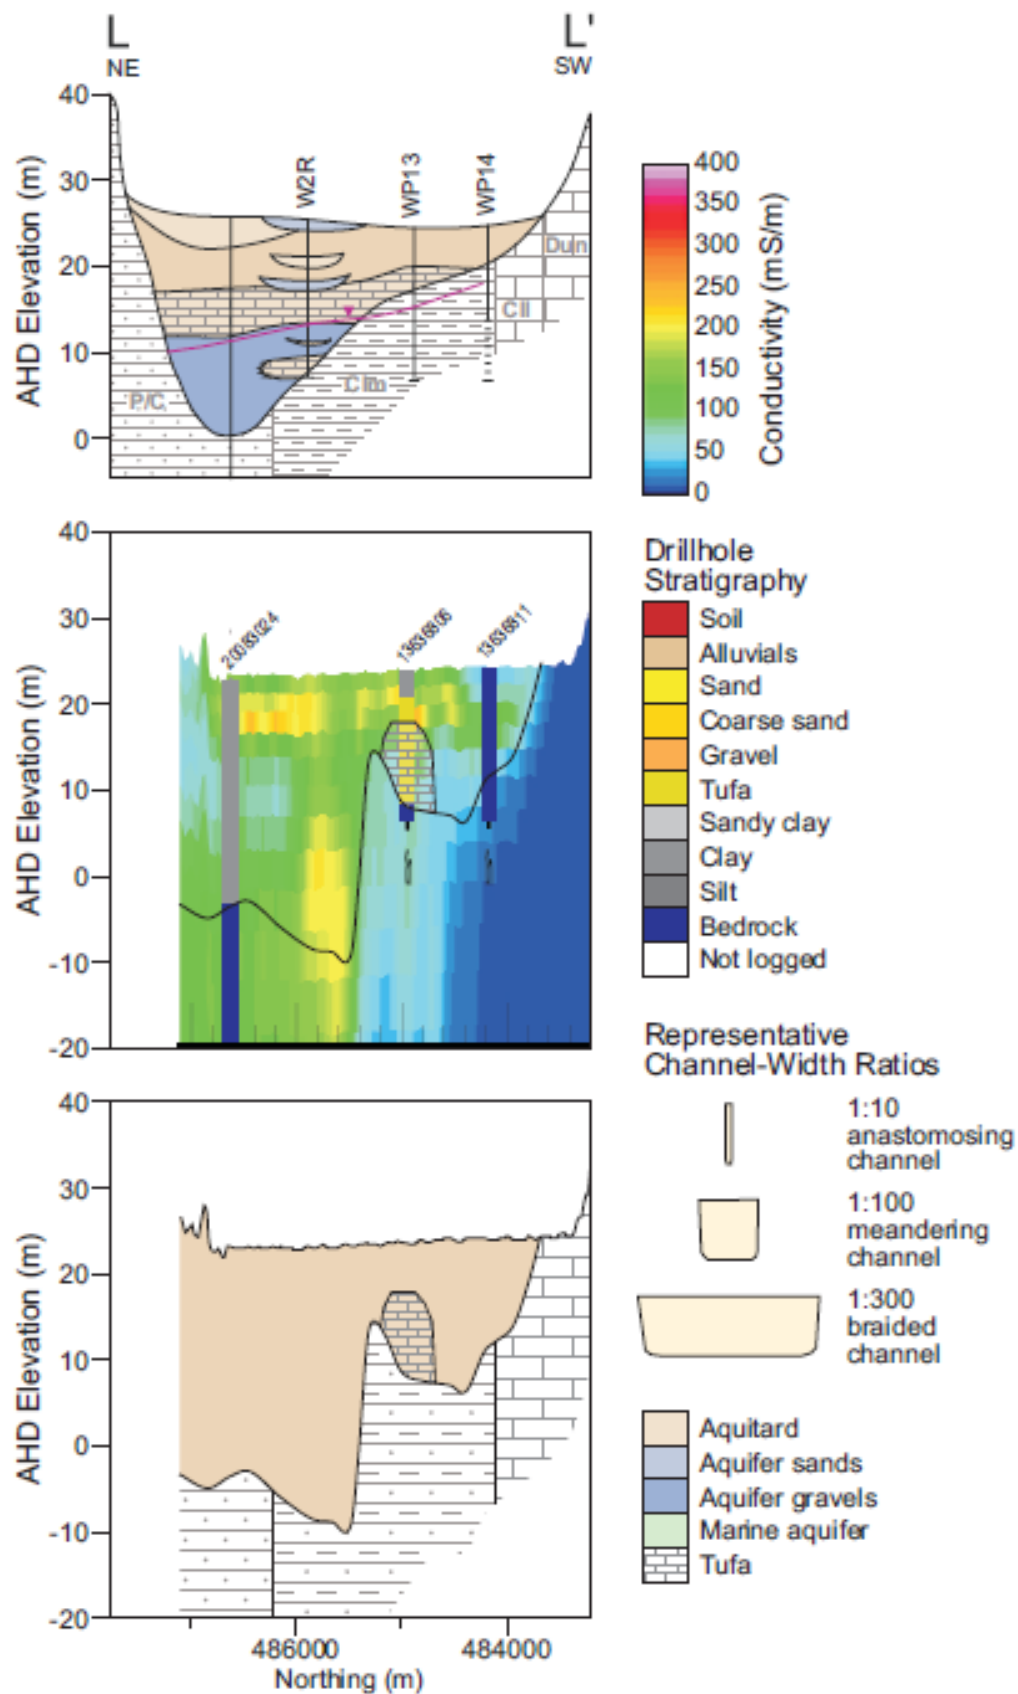 L
L'
NE
SW
40
30
20
10
0
AHD Elevation (m)
W2R
WP13
WP14
Dun
Cll
Clto
P/C
400
350
300
250
200
150
100
50
0
Conductivity (mS/m)
40
30
20
10
0
-10
-20
AHD Elevation (m)
20083024
13636811
Drillhole
Stratigraphy
Soil
Alluvials
Sand
Coarse sand
Gravel
Tufa
Sandy clay
Clay
Silt
Bedrock
Not logged
Representative
Channel-Width Ratios
1:10
anastomosing
channel
1:100
meandering
channel
1:300
braided
channel
40
30
20
10
0
-10
-20
AHD Elevation (m)
486000
484000
Northing (m)
Aquitard
Aquifer sands
Aquifer gravels
Marine aquifer
Tufa